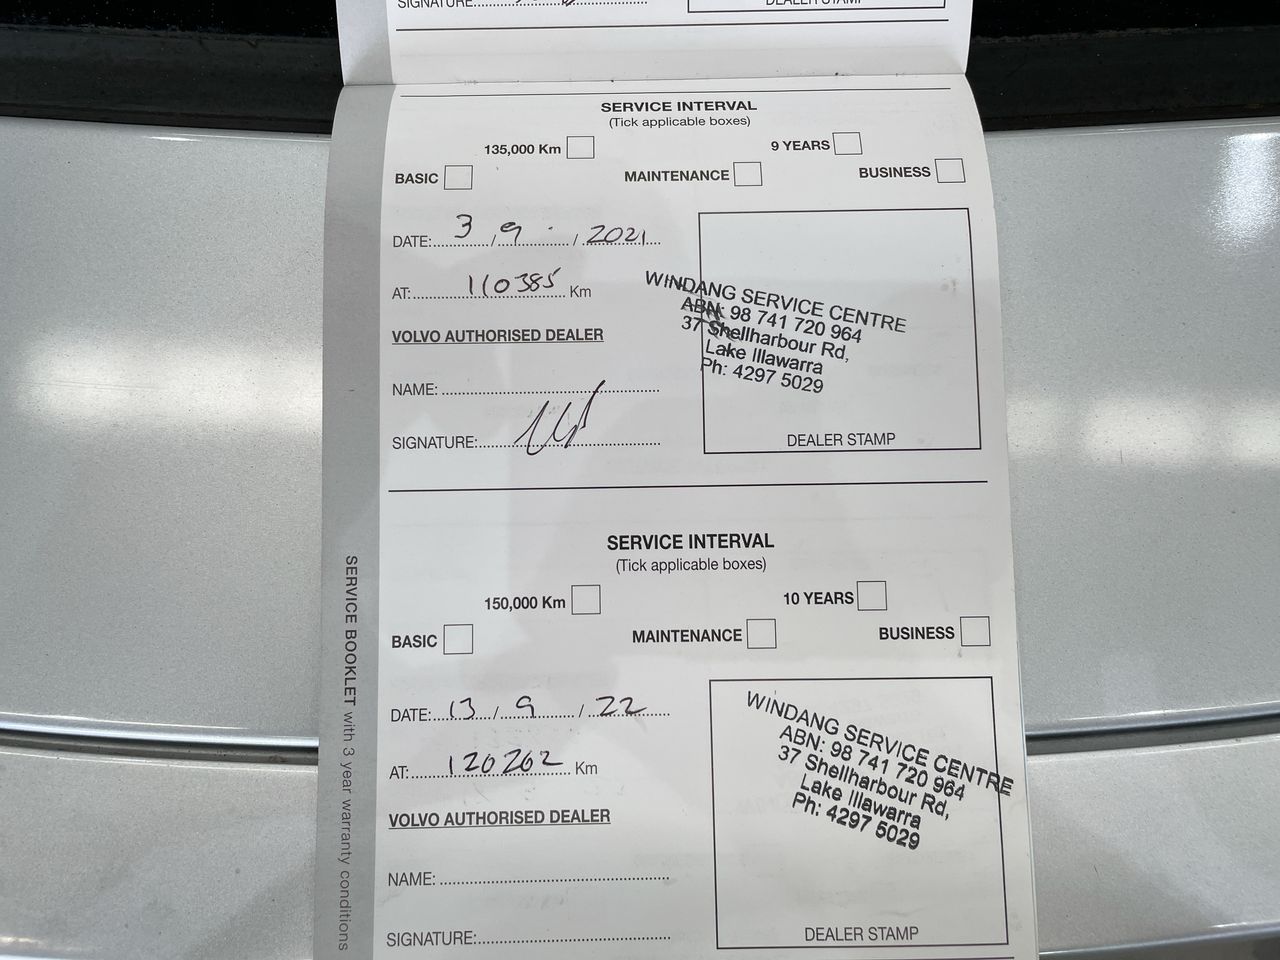 SIGNATURE:
DEALER STAMP
SERVICE INTERVAL
(Tick applicable boxes)
135,000 Km
9 YEARS
BASIC
MAINTENANCE
BUSINESS
DATE: 3 / 9 / 2021
AT: 110385 Km
VOLVO AUTHORISED DEALER
NAME:
SIGNATURE:
WINDANG SERVICE CENTRE
ABN: 98 741 720 964
37 Shellharbour Rd,
Lake Illawarra
Ph: 4297 5029
DEALER STAMP
SERVICE INTERVAL
(Tick applicable boxes)
150,000 Km
10 YEARS
BASIC
MAINTENANCE
BUSINESS
DATE: 13 / 9 / 22
AT: 120202 Km
VOLVO AUTHORISED DEALER
NAME:
SIGNATURE:
WINDANG SERVICE CENTRE
ABN: 98 741 720 964
37 Shellharbour Rd,
Lake Illawarra
Ph: 4297 5029
DEALER STAMP
SERVICE BOOKLET with 3 year warranty conditions